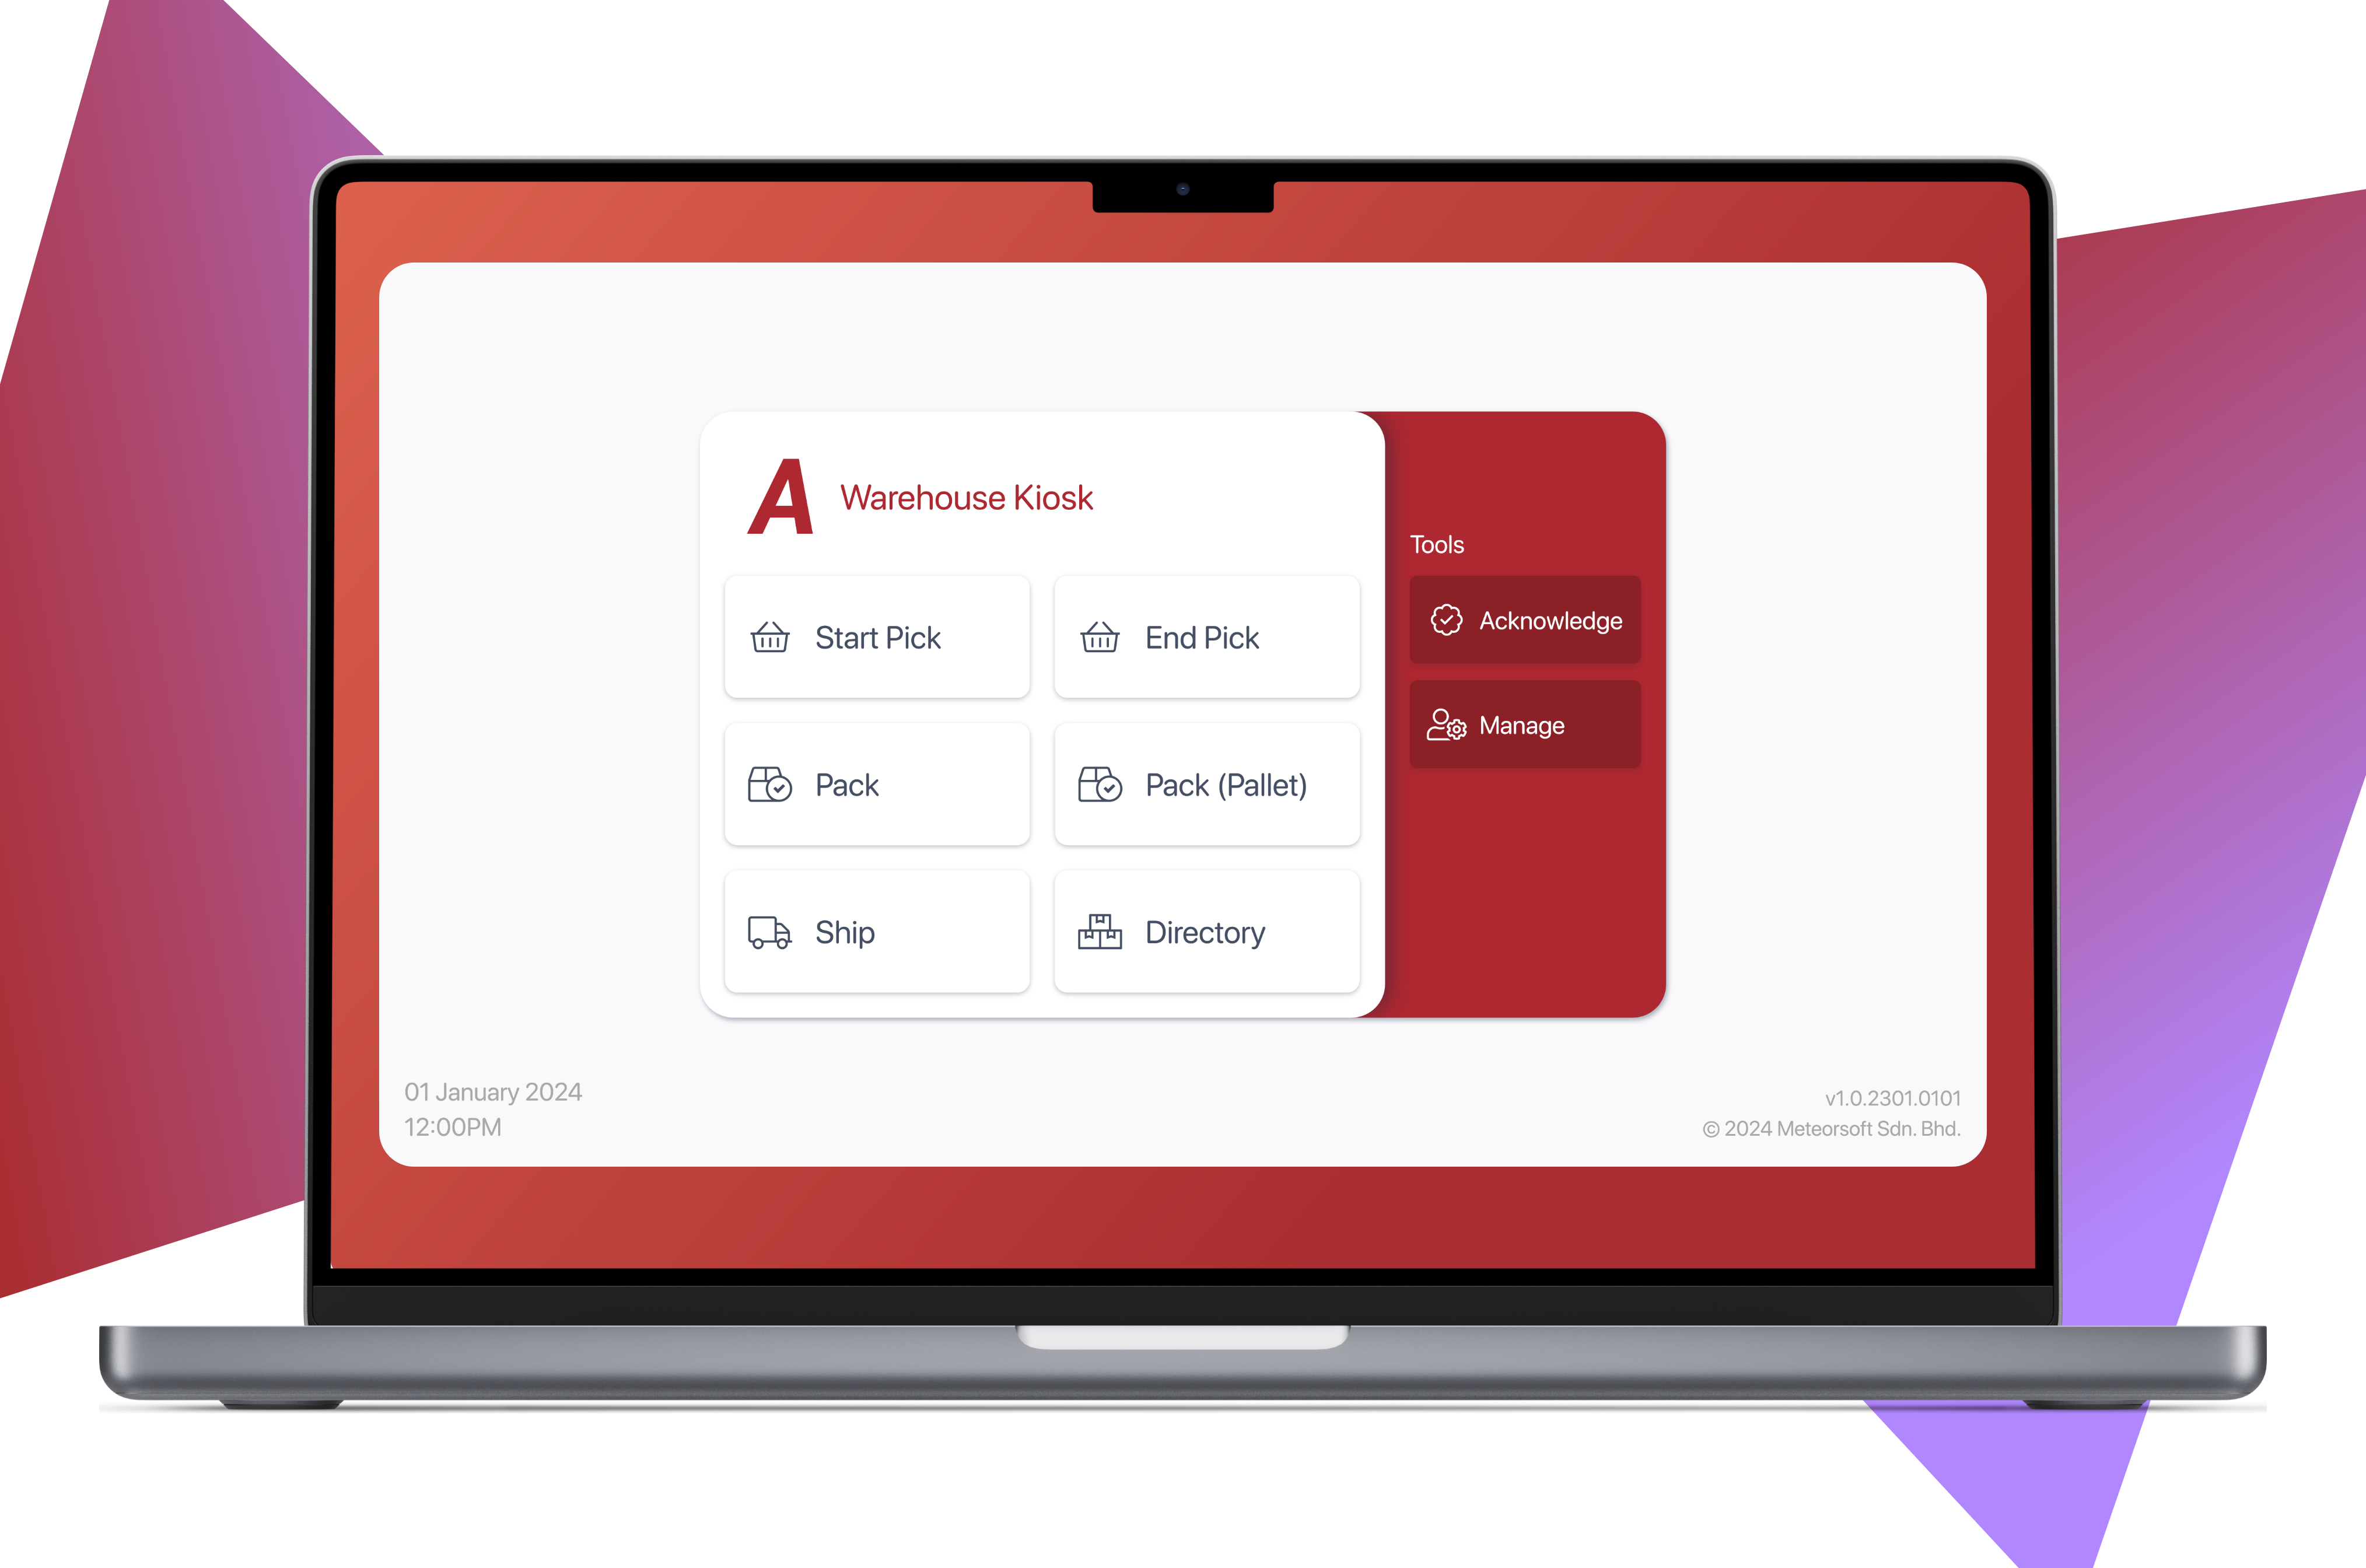 A Warehouse Kiosk
Start Pick
End Pick
Pack
Pack (Pallet)
Ship
Directory
Tools
Acknowledge
Manage
01 January 2024
12:00PM
v1.0.2301.0101
© 2024 Meteorsoft Sdn. Bhd.